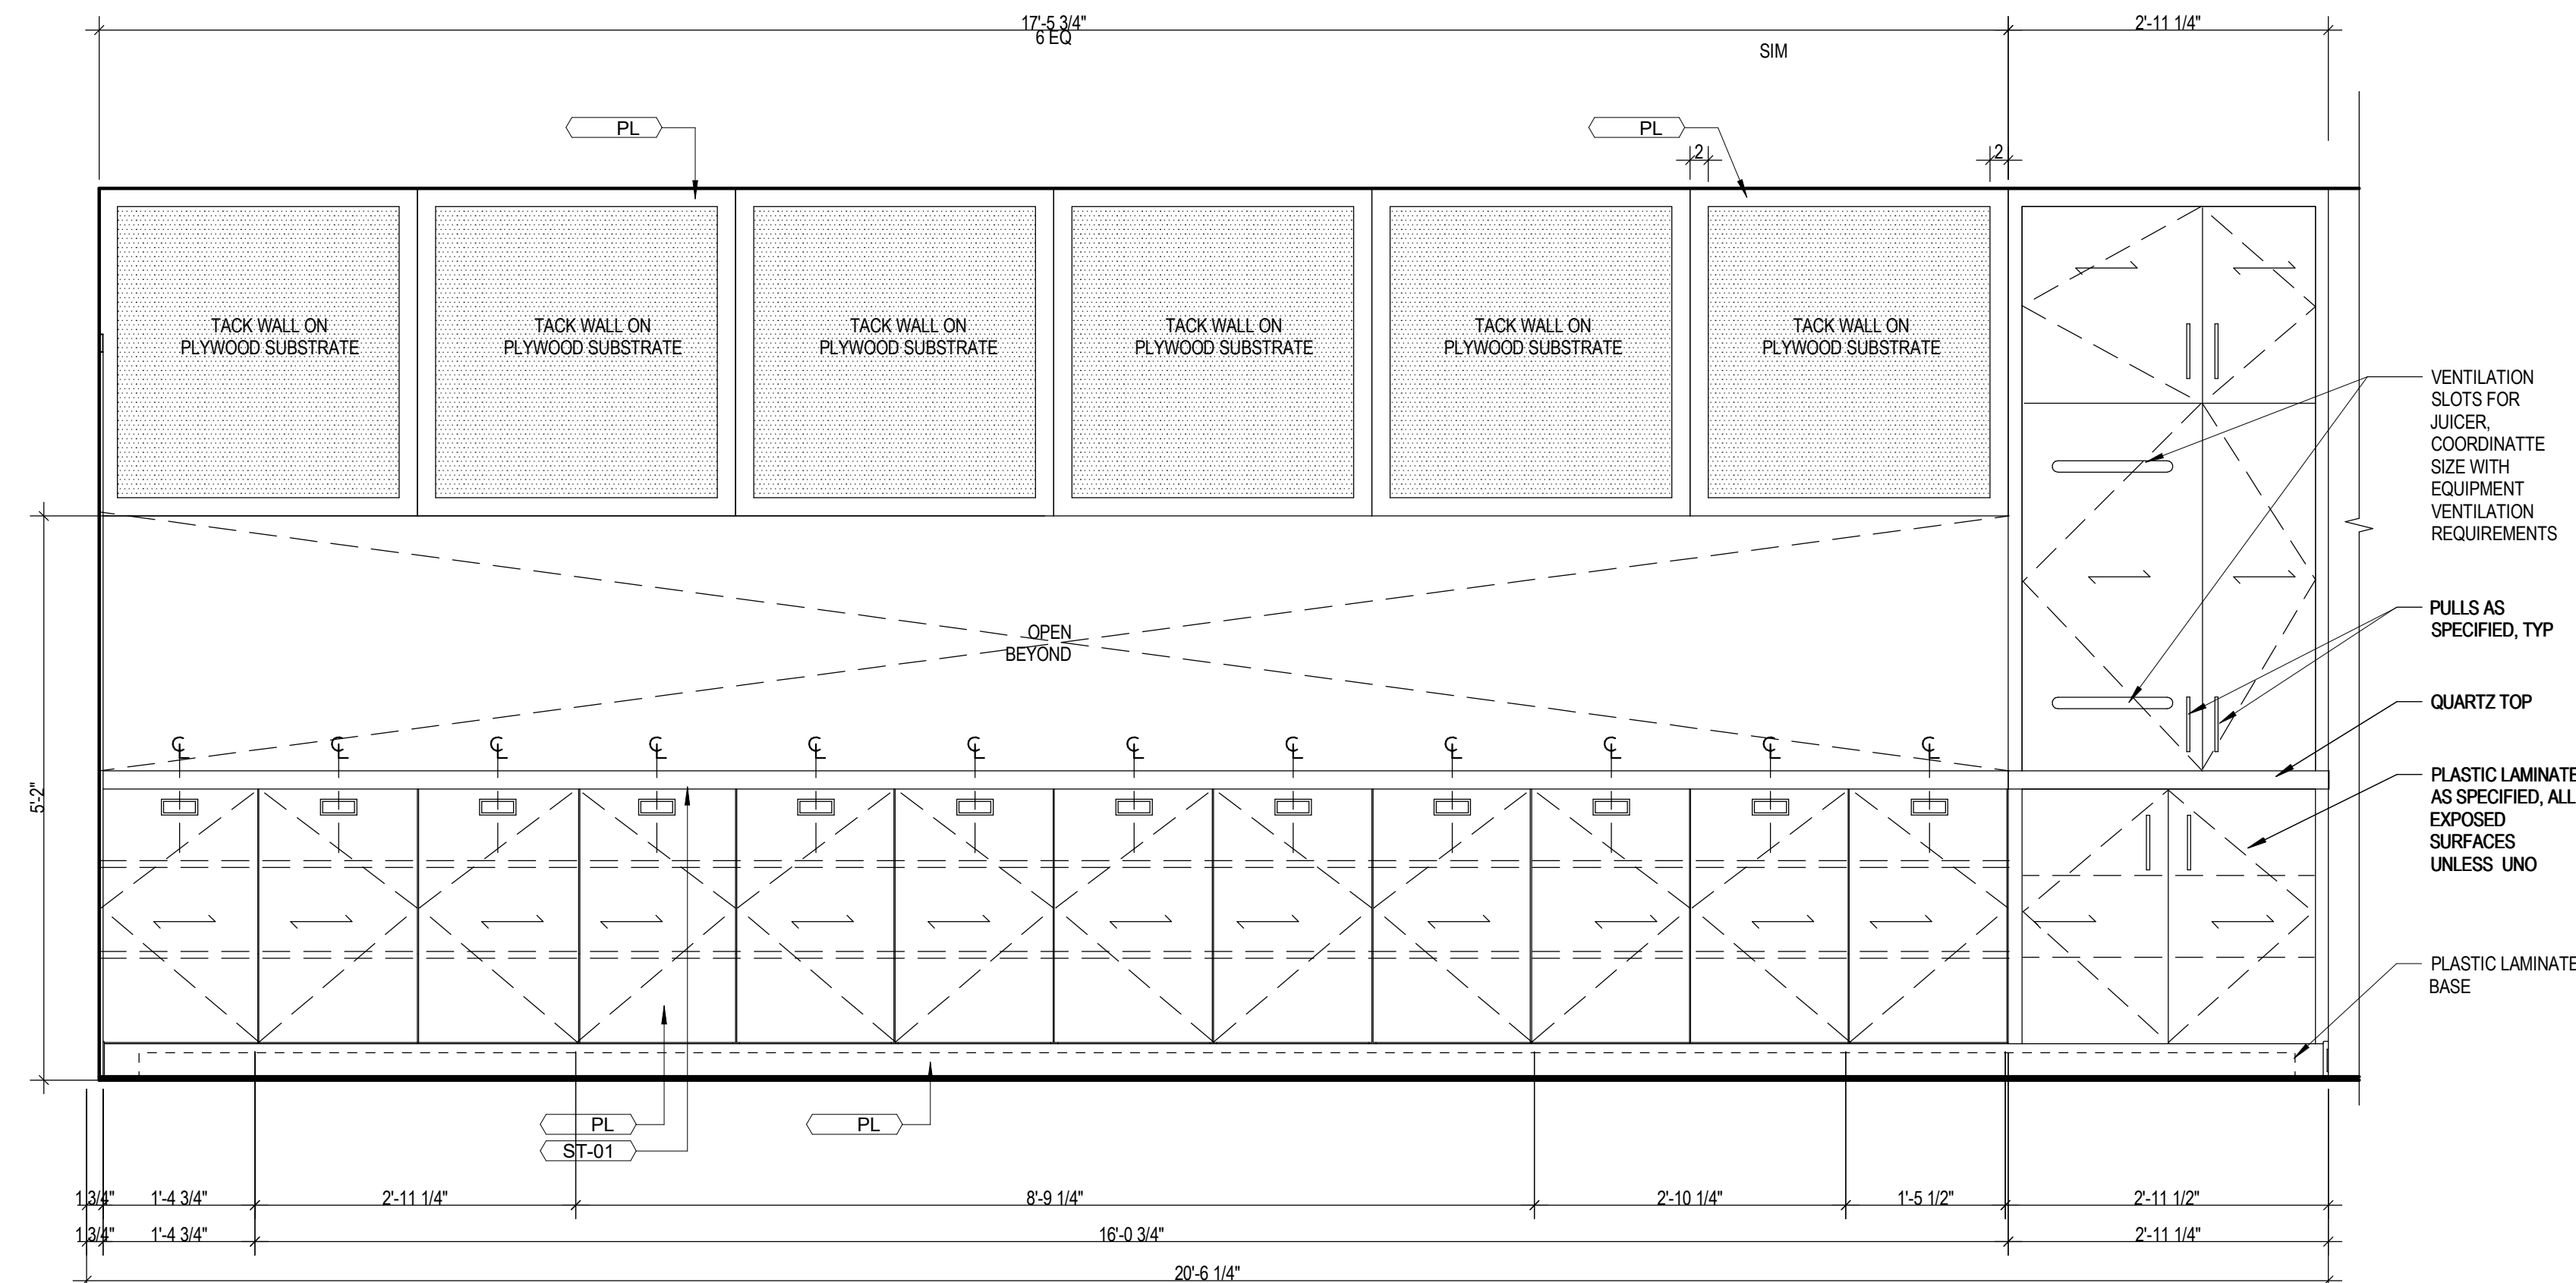 17'-5 3/4"
6 EQ
2'-11 1/4"
SIM
PL
PL
2
2
TACK WALL ON
PLYWOOD SUBSTRATE
TACK WALL ON
PLYWOOD SUBSTRATE
TACK WALL ON
PLYWOOD SUBSTRATE
TACK WALL ON
PLYWOOD SUBSTRATE
TACK WALL ON
PLYWOOD SUBSTRATE
TACK WALL ON
PLYWOOD SUBSTRATE
VENTILATION
SLOTS FOR
JUICER,
COORDINATTE
SIZE WITH
EQUIPMENT
VENTILATION
REQUIREMENTS
OPEN
BEYOND
PULLS AS
SPECIFIED, TYP
QUARTZ TOP
℄
℄
℄
℄
℄
℄
℄
℄
℄
℄
℄
℄
5'-2"
PLASTIC LAMINATE
AS SPECIFIED, ALL
EXPOSED
SURFACES
UNLESS UNO
PLASTIC LAMINATE
BASE
PL
ST-01
PL
1 3/4"
1'-4 3/4"
2'-11 1/4"
8'-9 1/4"
2'-10 1/4"
1'-5 1/2"
2'-11 1/2"
1 3/4"
1'-4 3/4"
16'-0 3/4"
2'-11 1/4"
20'-6 1/4"